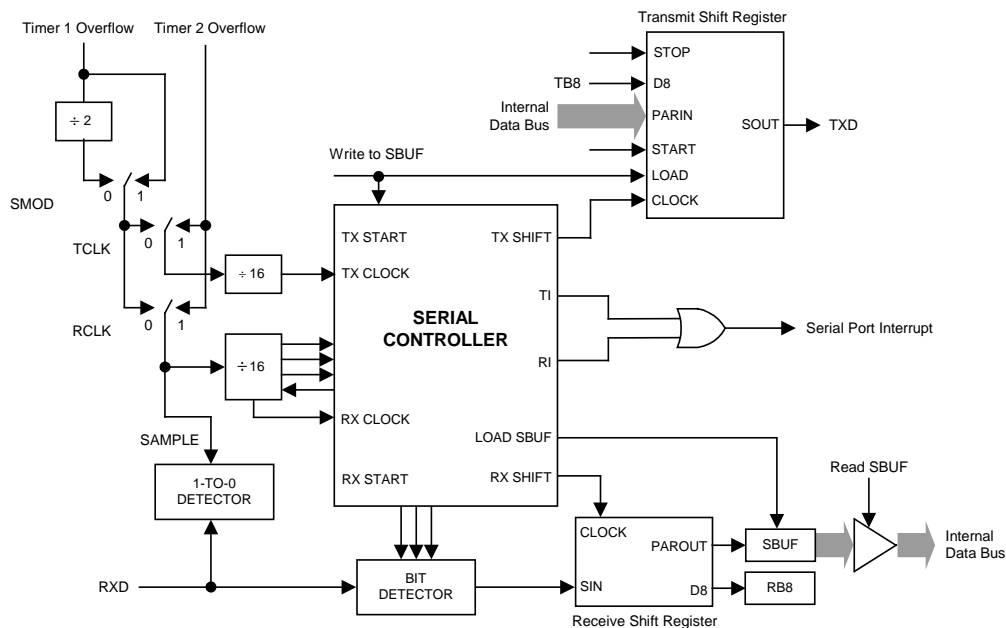 Timer 1 Overflow
Timer 2 Overflow
÷ 2
SMOD
0
1
TCLK
0
1
RCLK
0
1
÷ 16
÷16
SAMPLE
1-TO-0
DETECTOR
RXD
Write to SBUF
TX START
TX CLOCK
SERIAL
CONTROLLER
RX CLOCK
RX START
TX SHIFT
TI
RI
LOAD SBUF
RX SHIFT
BIT
DETECTOR
Transmit Shift Register
TB8
Internal
Data Bus
STOP
D8
PARIN
START
LOAD
CLOCK
SOUT
TXD
Serial Port Interrupt
CLOCK
PAROUT
SIN
D8
Receive Shift Register
SBUF
RB8
Read SBUF
Internal
Data Bus